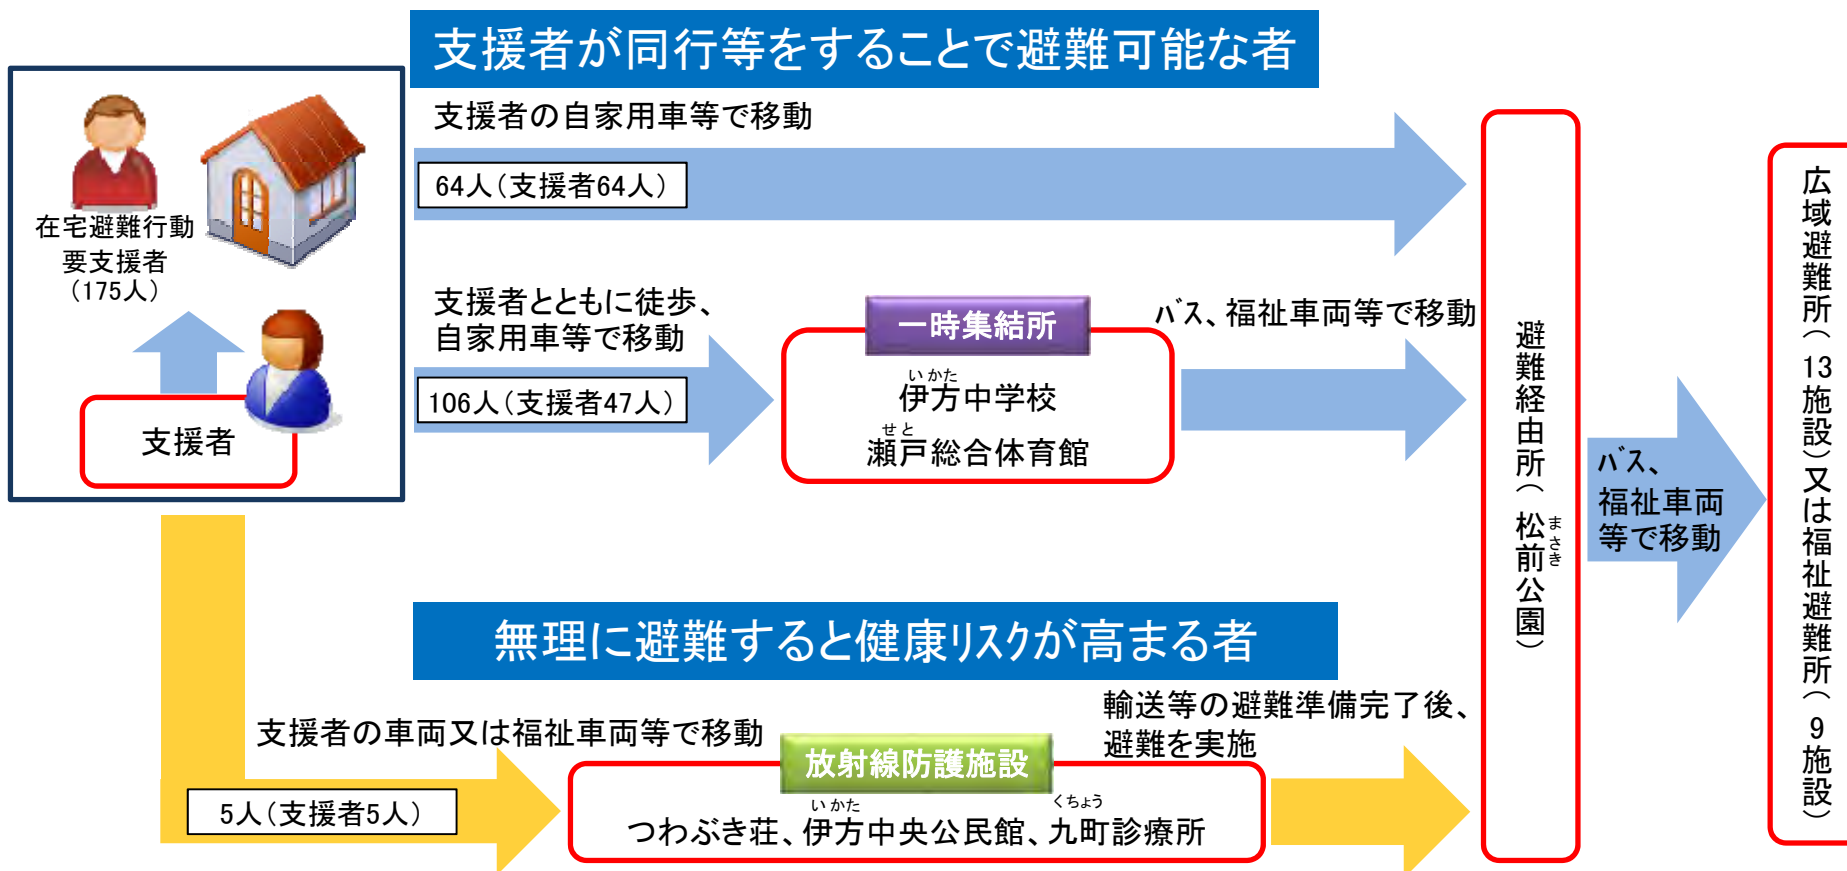 支援者が同行等をすることで避難可能な者
在宅避難行動
要支援者
（175人）
支援者
支援者の自家用車等で移動
64人（支援者64人）
支援者とともに徒歩、
自家用車等で移動
106人（支援者47人）
一時集結所
いかた
伊方中学校
せと
瀬戸総合体育館
バス、福祉車両等で移動
無理に避難すると健康リスクが高まる者
支援者の車両又は福祉車両等で移動
5人（支援者5人）
放射線防護施設
いかた くちょう
つわぶき荘、伊方中央公民館、九町診療所
輸送等の避難準備完了後、
避難を実施
避難経由所（松前公園）
まさき
バス、
福祉車両
等で移動
広域避難所（13施設）又は福祉避難所（9施設）